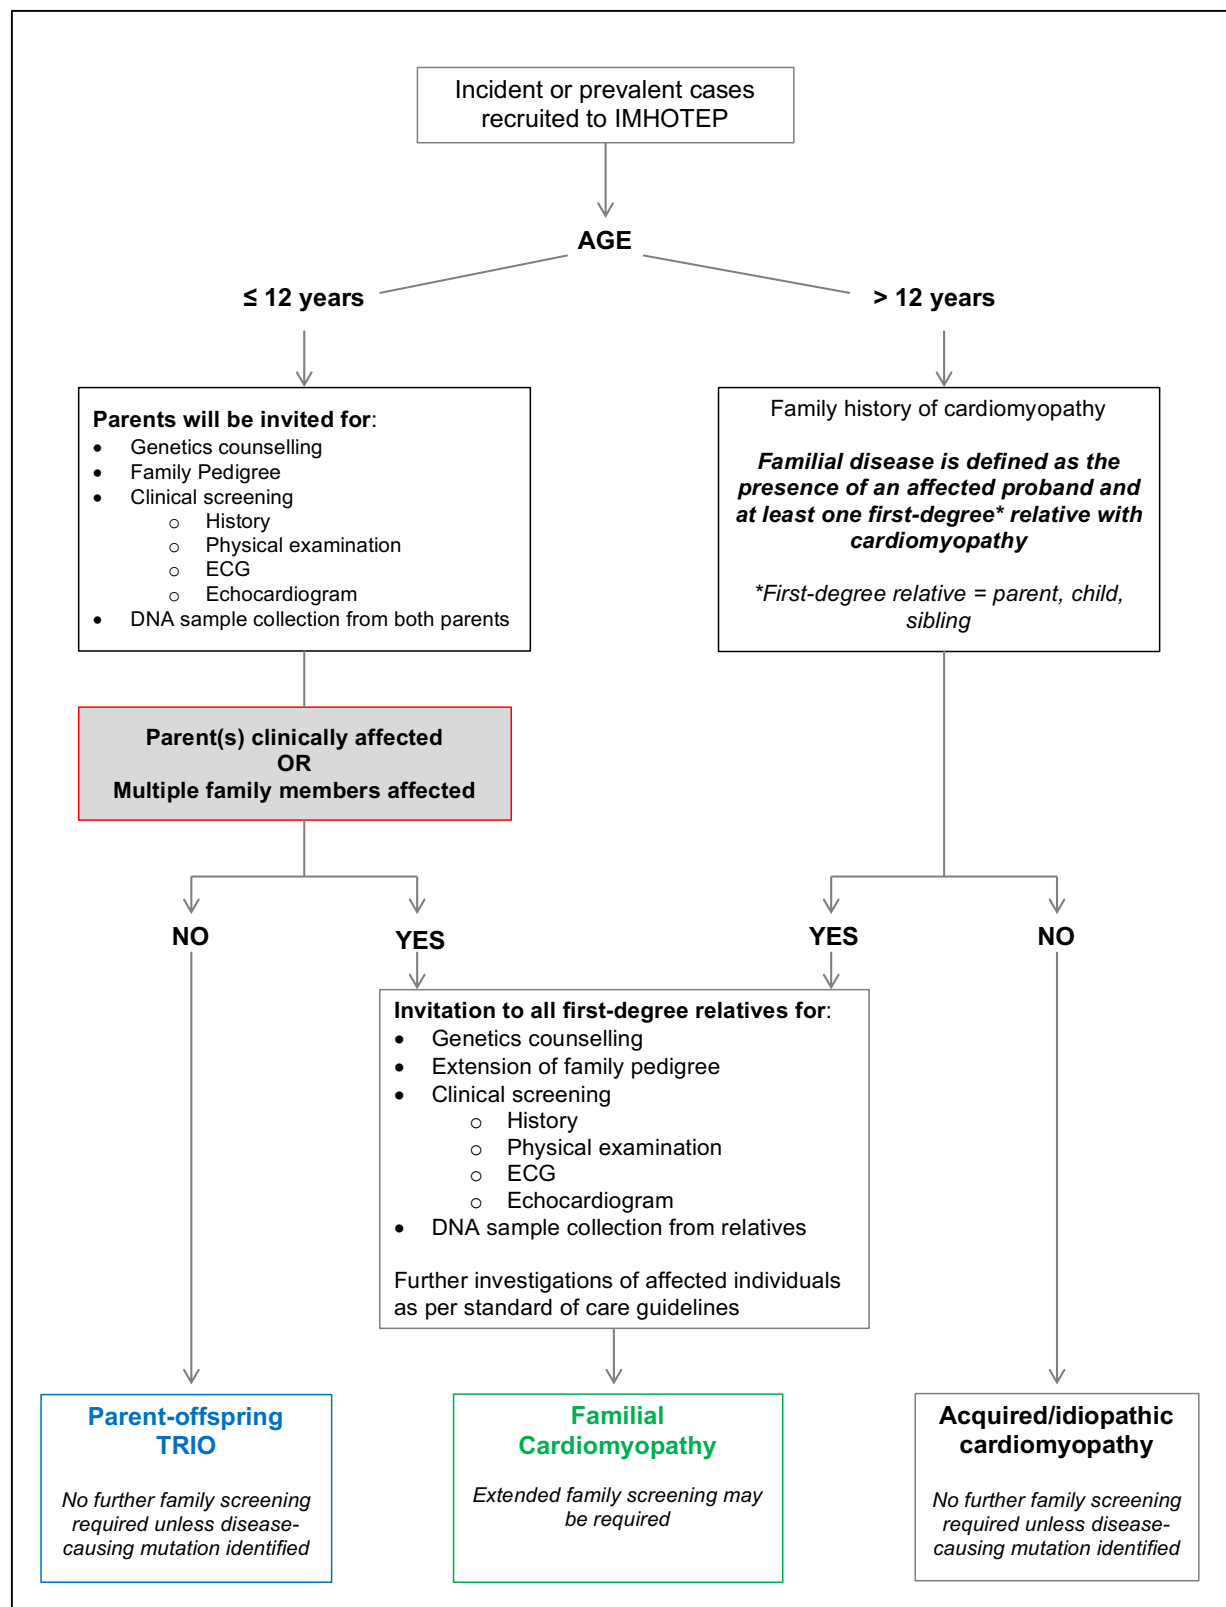 Incident or prevalent cases
recruited to IMHOTEP
AGE
≤ 12 years
> 12 years
Parents will be invited for:
• Genetics counselling
• Family Pedigree
• Clinical screening
o History
o Physical examination
o ECG
o Echocardiogram
• DNA sample collection from both parents
Family history of cardiomyopathy
Familial disease is defined as the
presence of an affected proband and
at least one first-degree* relative with
cardiomyopathy
*First-degree relative = parent, child,
sibling
Parent(s) clinically affected
OR
Multiple family members affected
NO
YES
YES
NO
Invitation to all first-degree relatives for:
• Genetics counselling
• Extension of family pedigree
• Clinical screening
o History
o Physical examination
o ECG
o Echocardiogram
• DNA sample collection from relatives
Further investigations of affected individuals
as per standard of care guidelines
Parent-offspring
TRIO
No further family screening
required unless disease-
causing mutation identified
Familial
Cardiomyopathy
Extended family screening may
be required
Acquired/idiopathic
cardiomyopathy
No further family screening
required unless disease-
causing mutation identified